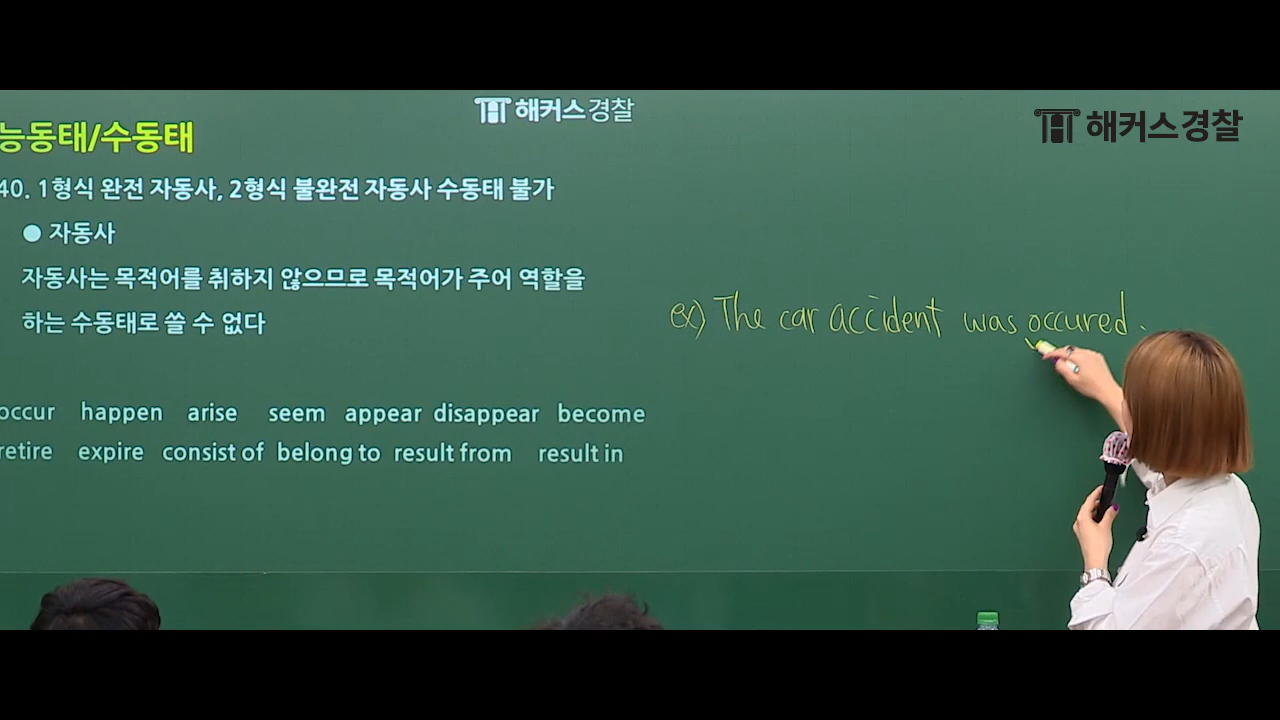 해커스경찰
해커스경찰
능동태/수동태
40. 1형식 완전 자동사, 2형식 불완전 자동사 수동태 불가
● 자동사
자동사는 목적어를 취하지 않으므로 목적어가 주어 역할을
하는 수동태로 쓸 수 없다
ex) The car accident was occured.
occur happen arise seem appear disappear become
retire expire consist of belong to result from result in